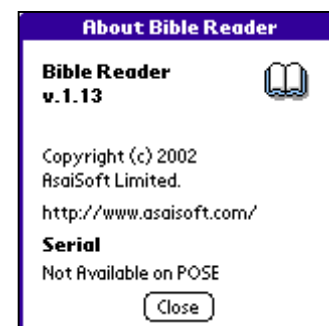 About Bible Reader
Bible Reader
v.1.13
Copyright (c) 2002
AsaiSoft Limited.
http://www.asaisoft.com/
Serial
Not Available on POSE
Close